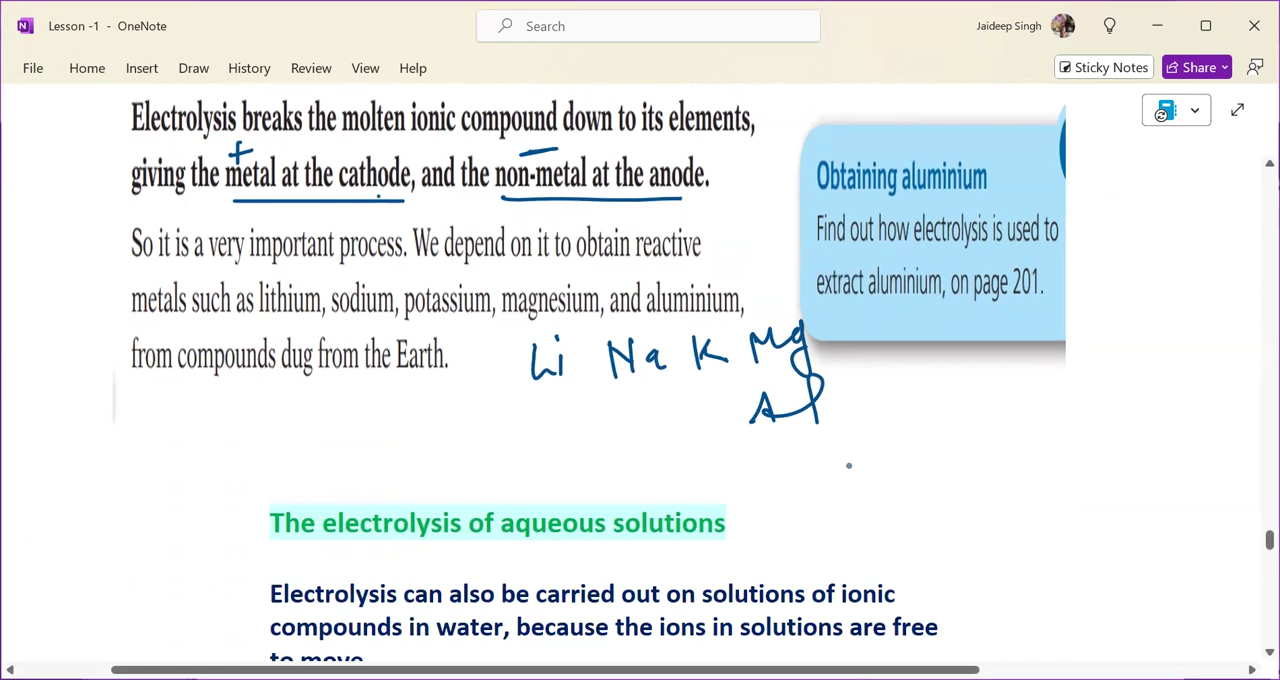 Lesson -1 - OneNote
Search
Jaideep Singh
File Home Insert Draw History Review View Help
Sticky Notes
Share
Electrolysis breaks the molten ionic compound down to its elements,
+ —
giving the metal at the cathode, and the non-metal at the anode.
Obtaining aluminium
Find out how electrolysis is used to
extract aluminium, on page 201.
So it is a very important process. We depend on it to obtain reactive
metals such as lithium, sodium, potassium, magnesium, and aluminium,
from compounds dug from the Earth.
Li Na K Mg
Al
The electrolysis of aqueous solutions
Electrolysis can also be carried out on solutions of ionic
compounds in water, because the ions in solutions are free
to move